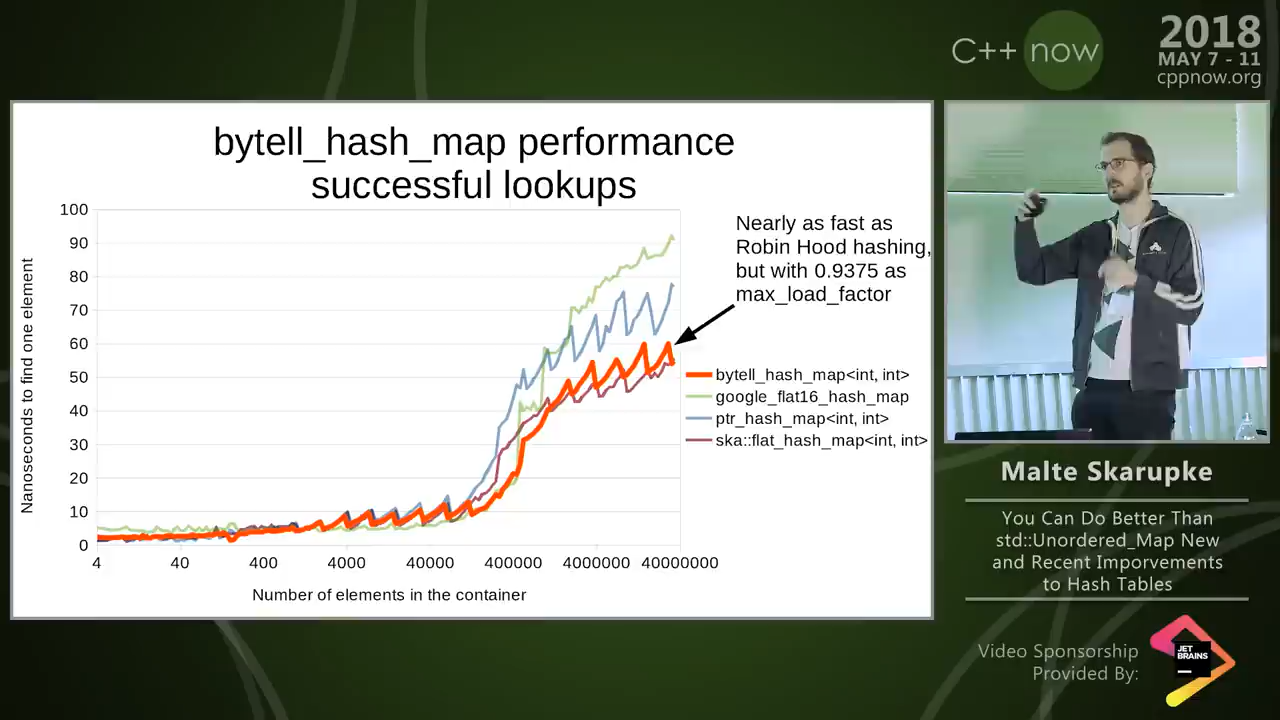 C++ now
2018
MAY 7 - 11
cppnow.org
bytell_hash_map performance
successful lookups
100
90
80
70
60
50
40
30
20
10
0
4 40 400 4000 40000 400000 4000000 40000000
Nanoseconds to find one element
Number of elements in the container
Nearly as fast as
Robin Hood hashing,
but with 0.9375 as
max_load_factor
bytell_hash_map<int, int>
google_flat16_hash_map
ptr_hash_map<int, int>
ska::flat_hash_map<int, int>
Malte Skarupke
You Can Do Better Than
std::Unordered_Map New
and Recent Imporvements
to Hash Tables
Video Sponsorship
Provided By:
JET
BRAINS